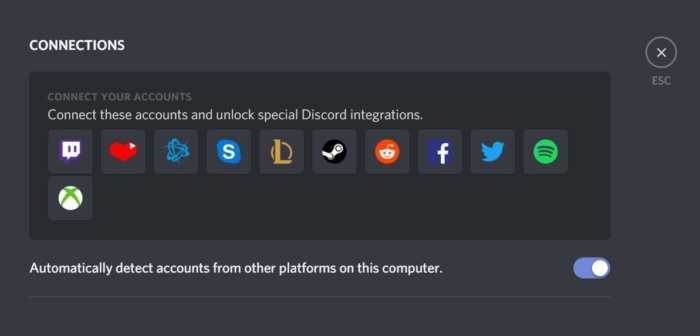 CONNECTIONS
ESC
CONNECT YOUR ACCOUNTS
Connect these accounts and unlock special Discord integrations.
Automatically detect accounts from other platforms on this computer.